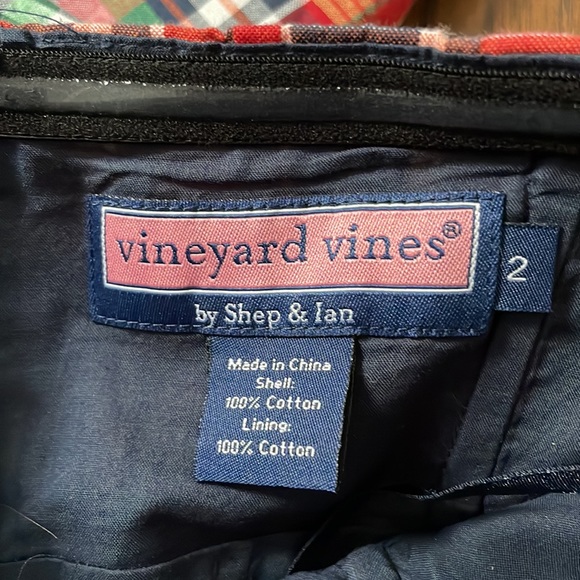 vineyard vines®
by Shep & Ian
2
Made in China
Shell:
100% Cotton
Lining:
100% Cotton